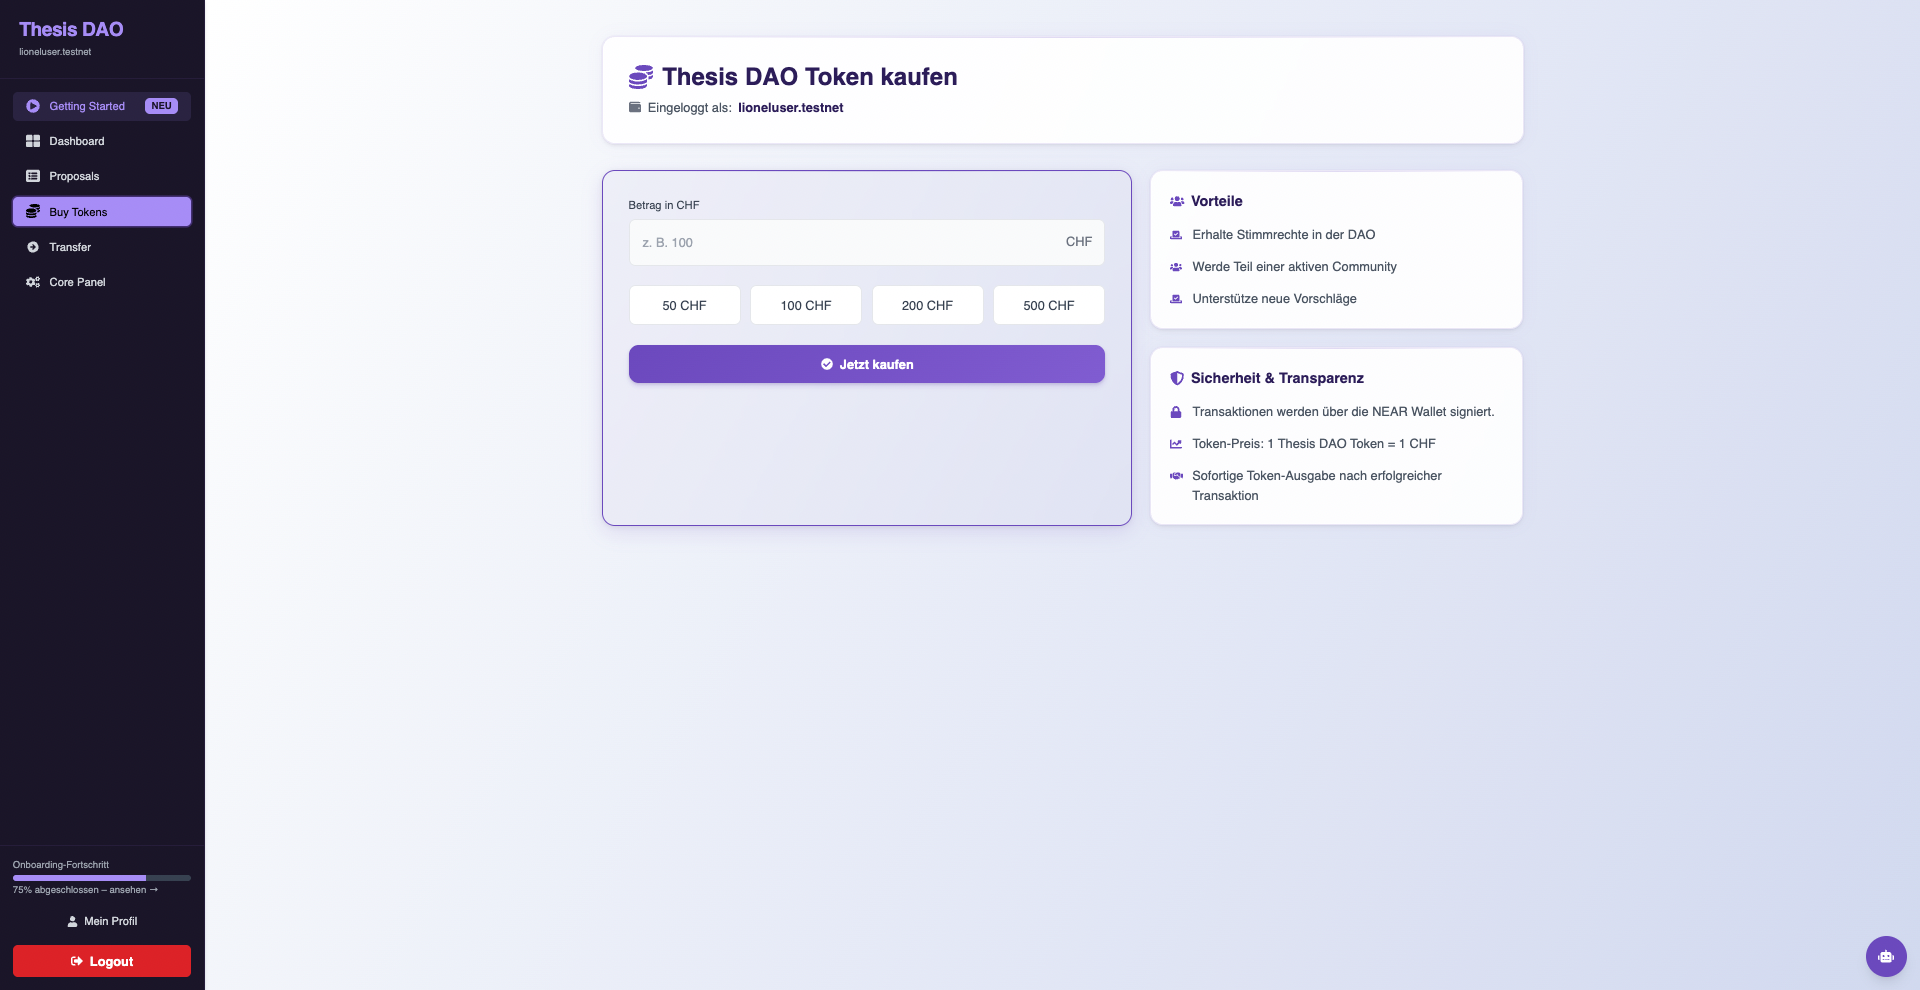 Thesis DAO
lioneluser.testnet
Getting Started NEU
Dashboard
Proposals
Buy Tokens
Transfer
Core Panel
Onboarding-Fortschritt
75% abgeschlossen – ansehen →
Mein Profil
Logout
Thesis DAO Token kaufen
Eingeloggt als: lioneluser.testnet
Betrag in CHF
z. B. 100 CHF
50 CHF 100 CHF 200 CHF 500 CHF
Jetzt kaufen
Vorteile
Erhalte Stimmrechte in der DAO
Werde Teil einer aktiven Community
Unterstütze neue Vorschläge
Sicherheit & Transparenz
Transaktionen werden über die NEAR Wallet signiert.
Token-Preis: 1 Thesis DAO Token = 1 CHF
Sofortige Token-Ausgabe nach erfolgreicher
Transaktion